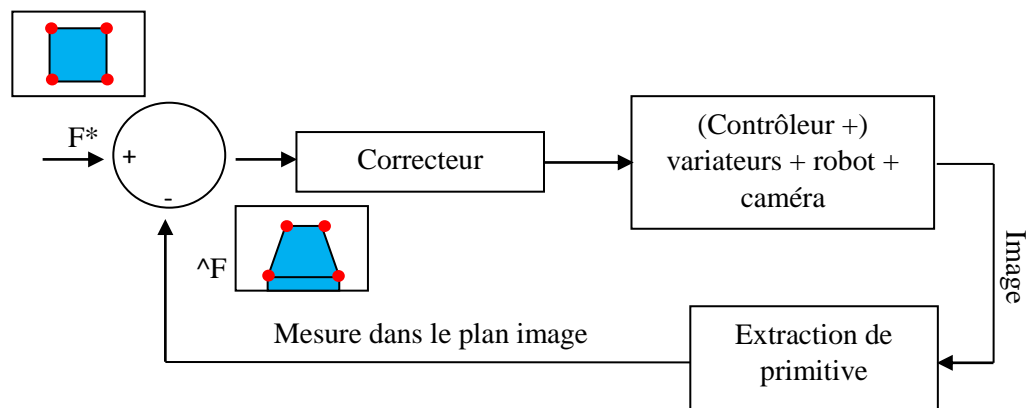 F*
+
-
Correcteur
(Contrôleur +)
variateurs + robot +
caméra
Image
^F
Mesure dans le plan image
Extraction de
primitive